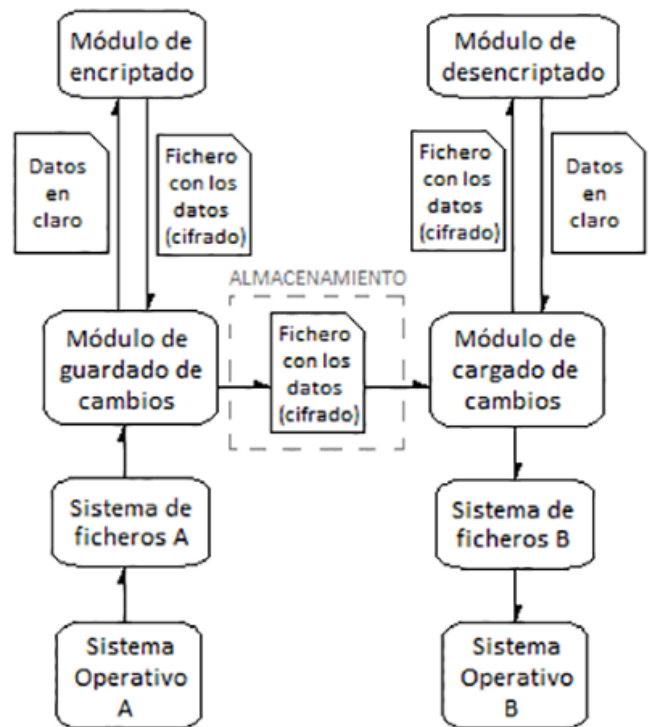 Módulo de
encriptado
Módulo de
desencriptado
Datos
en
claro
Fichero
con los
datos
(cifrado)
Fichero
con los
datos
(cifrado)
Datos
en
claro
ALMACENAMIENTO
Módulo de
guardado de
cambios
Fichero
con los
datos
(cifrado)
Módulo de
cargado de
cambios
Sistema de
ficheros A
Sistema de
ficheros B
Sistema
Operativo
A
Sistema
Operativo
B